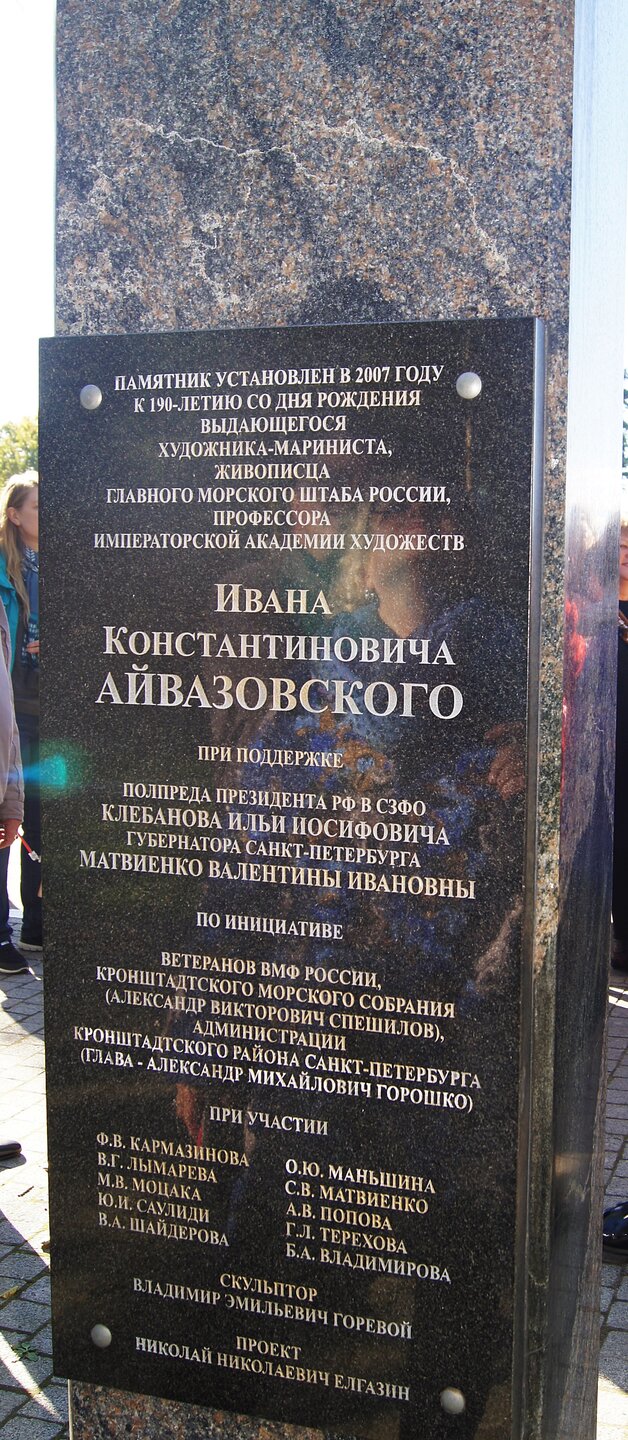 ПАМЯТНИК УСТАНОВЛЕН В 2007 ГОДУ
К 190-ЛЕТИЮ СО ДНЯ РОЖДЕНИЯ
ВЫДАЮЩЕГОСЯ
ХУДОЖНИКА-МАРИНИСТА,
ЖИВОПИСЦА
ГЛАВНОГО МОРСКОГО ШТАБА РОССИИ,
ПРОФЕССОРА
ИМПЕРАТОРСКОЙ АКАДЕМИИ ХУДОЖЕСТВ
ИВАНА
КОНСТАНТИНОВИЧА
АЙВАЗОВСКОГО
ПРИ ПОДДЕРЖКЕ
ПОЛПРЕДА ПРЕЗИДЕНТА РФ В СЗФО
КЛЕБАНОВА ИЛЬИ ИОСИФОВИЧА
ГУБЕРНАТОРА САНКТ-ПЕТЕРБУРГА
МАТВИЕНКО ВАЛЕНТИНЫ ИВАНОВНЫ
ПО ИНИЦИАТИВЕ
ВЕТЕРАНОВ ВМФ РОССИИ,
КРОНШТАДТСКОГО МОРСКОГО СОБРАНИЯ
(АЛЕКСАНДР ВИКТОРОВИЧ СПЕШИЛОВ),
АДМИНИСТРАЦИИ
КРОНШТАДТСКОГО РАЙОНА САНКТ-ПЕТЕРБУРГА
(ГЛАВА - АЛЕКСАНДР МИХАЙЛОВИЧ ГОРОШКО)
ПРИ УЧАСТИИ
Ф.В. КАРМАЗИНОВА
В.Г. ЛЫМАРЕВА
М.В. МОЦАКА
Ю.И. САУЛИДИ
В.А. ШАЙДЕРОВА
О.Ю. МАНЬШИНА
С.В. МАТВИЕНКО
А.В. ПОПОВА
Г.Л. ТЕРЕХОВА
Б.А. ВЛАДИМИРОВА
СКУЛЬПТОР
ВЛАДИМИР ЭМИЛЬЕВИЧ ГОРЕВОЙ
ПРОЕКТ
НИКОЛАЙ НИКОЛАЕВИЧ ЕЛГАЗИН